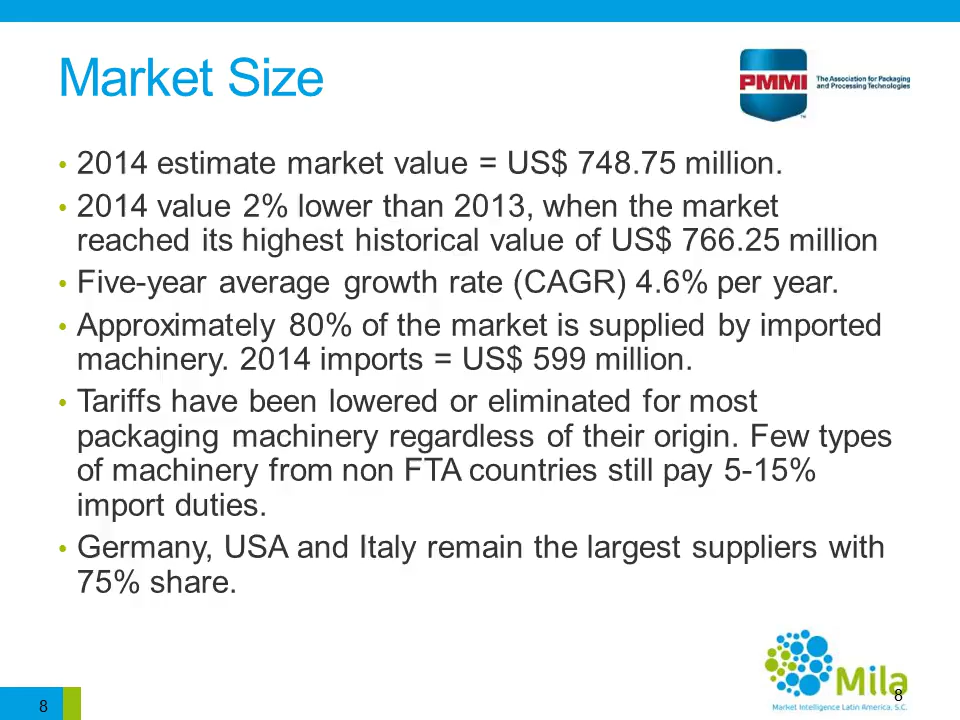 Market Size
PMMI
The Association for Packaging
and Processing Technologies
™
• 2014 estimate market value = US$ 748.75 million.
• 2014 value 2% lower than 2013, when the market
reached its highest historical value of US$ 766.25 million
• Five-year average growth rate (CAGR) 4.6% per year.
• Approximately 80% of the market is supplied by imported
machinery. 2014 imports = US$ 599 million.
• Tariffs have been lowered or eliminated for most
packaging machinery regardless of their origin. Few types
of machinery from non FTA countries still pay 5-15%
import duties.
• Germany, USA and Italy remain the largest suppliers with
75% share.
Mila
8
Market Intelligence Latin America, S.C.
8